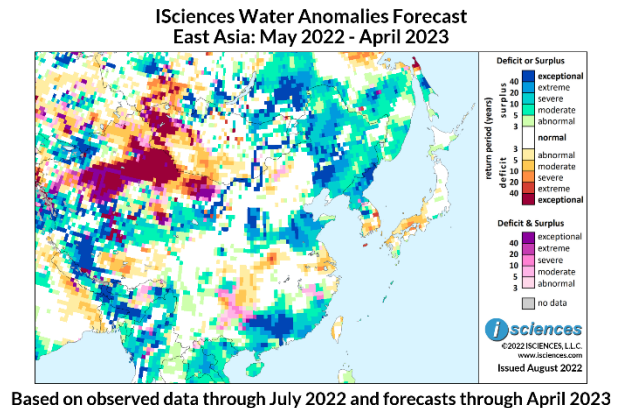 ISciences Water Anomalies Forecast
East Asia: May 2022 - April 2023
Deficit or Surplus
return period (years)
surplus
deficit
exceptional
40
extreme
20
severe
10
moderate
5
abnormal
3
normal
3
abnormal
5
moderate
10
severe
20
extreme
40
exceptional
Deficit & Surplus
exceptional
40
extreme
20
severe
10
moderate
5
abnormal
3
no data
i sciences
©2022 ISCIENCES, L.L.C.
www.isciences.com
Issued August 2022
Based on observed data through July 2022 and forecasts through April 2023